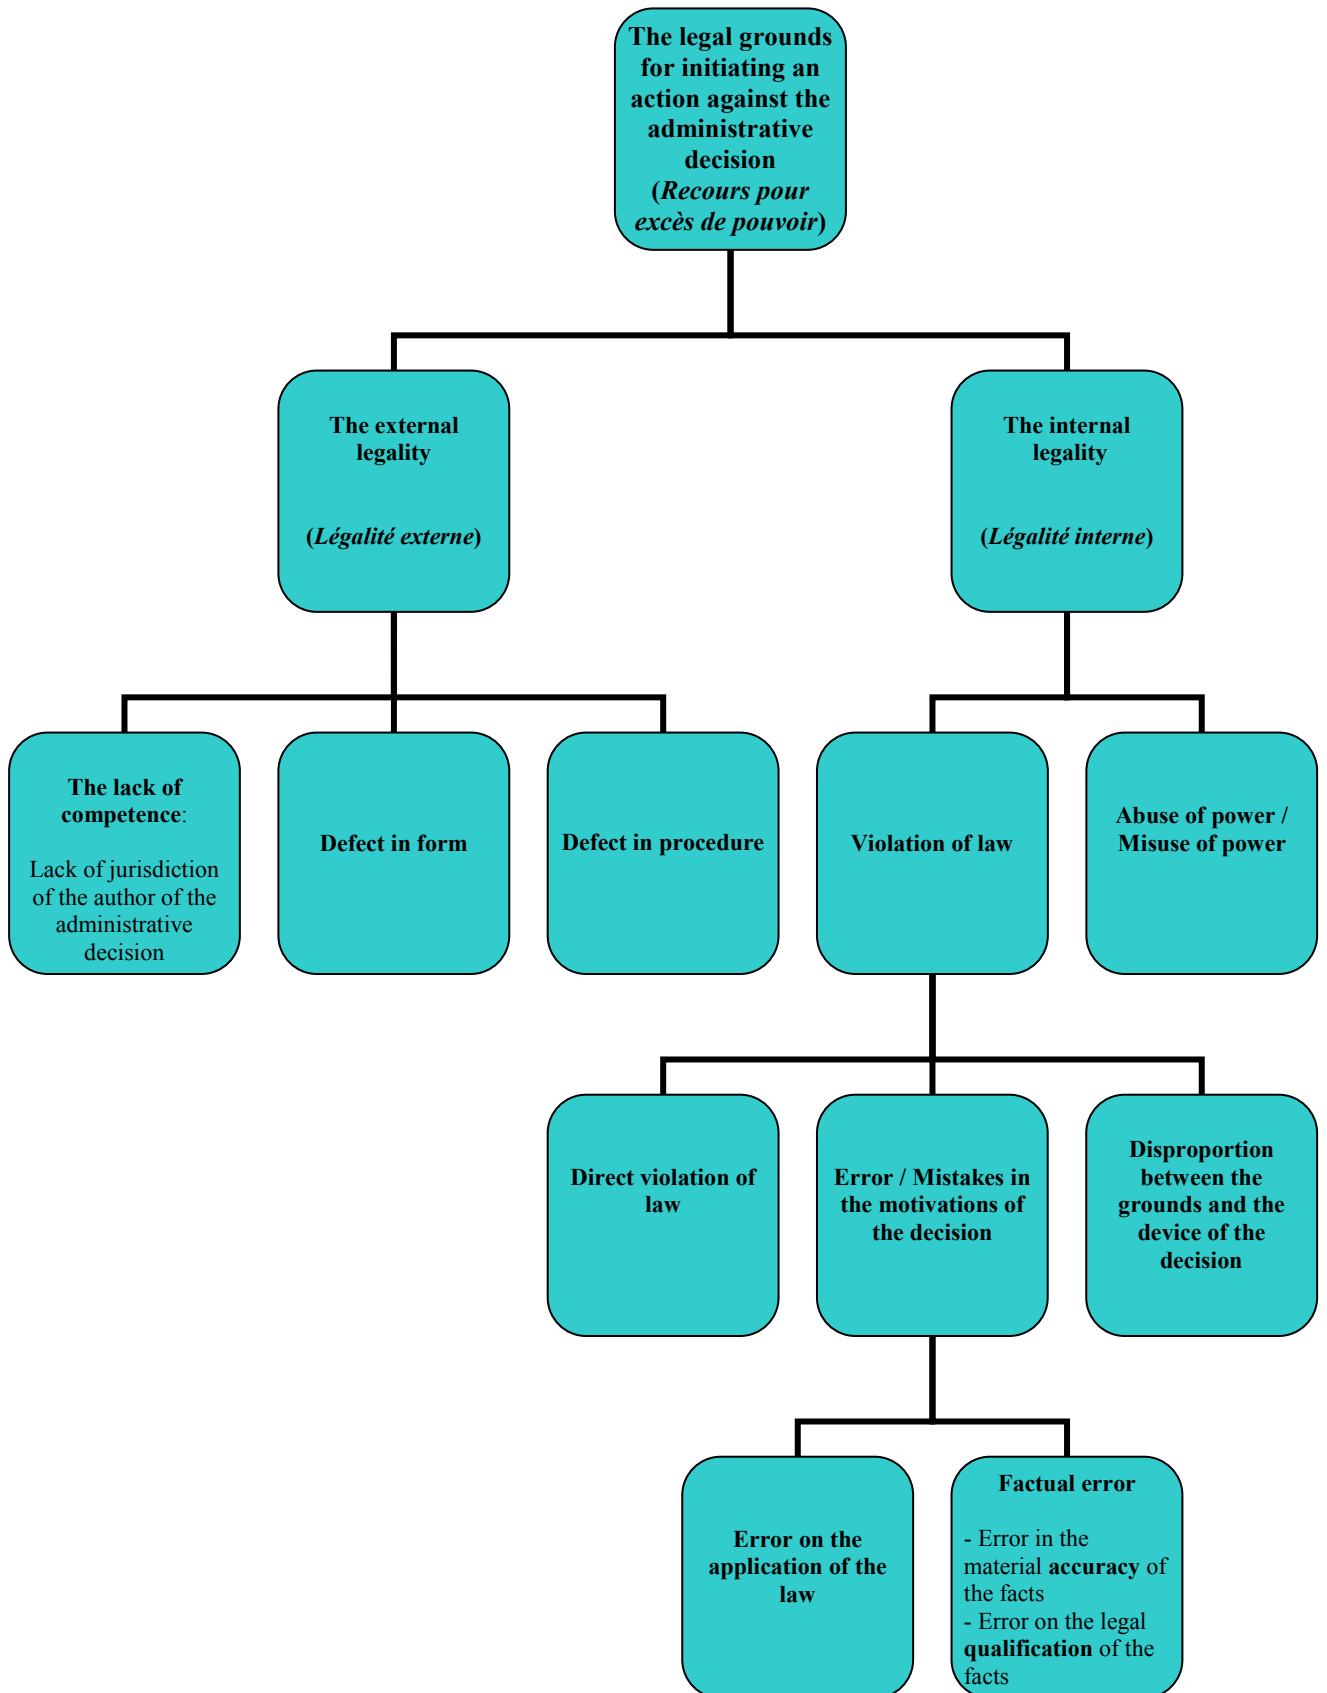 The legal grounds
for initiating an
action against the
administrative
decision
(Recours pour
excès de pouvoir)
The external
legality
(Légalité externe)
The internal
legality
(Légalité interne)
The lack of
competence:
Lack of jurisdiction
of the author of the
administrative
decision
Defect in form
Defect in procedure
Violation of law
Abuse of power /
Misuse of power
Direct violation of
law
Error / Mistakes in
the motivations of
the decision
Disproportion
between the
grounds and the
device of the
decision
Error on the
application of the
law
Factual error
- Error in the
material accuracy of
the facts
- Error on the legal
qualification of the
facts